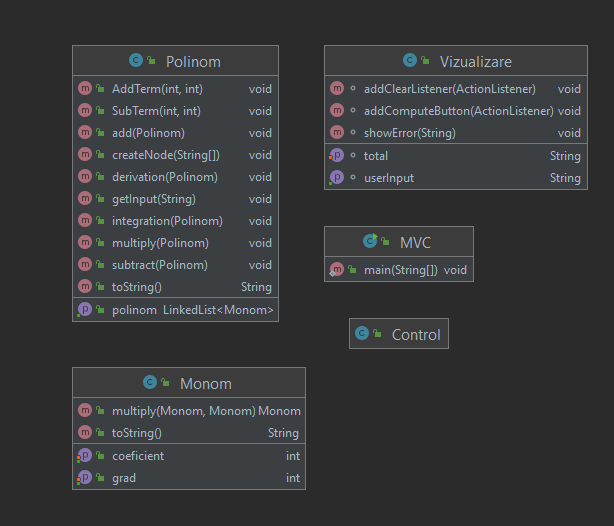 Polinom
AddTerm(int, int) void
SubTerm(int, int) void
add(Polinom) void
createNode(String[]) void
derivation(Polinom) void
getInput(String) void
integration(Polinom) void
multiply(Polinom) void
subtract(Polinom) void
toString() String
polinom LinkedList<Monom>
Vizualizare
addClearListener(ActionListener) void
addComputeButton(ActionListener) void
showError(String) void
total String
userInput String
MVC
main(String[]) void
Control
Monom
multiply(Monom, Monom) Monom
toString() String
coeficient int
grad int